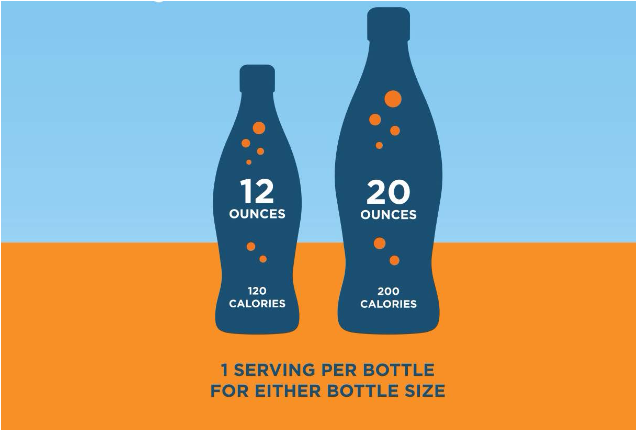 12
OUNCES
120
CALORIES
20
OUNCES
200
CALORIES
1 SERVING PER BOTTLE
FOR EITHER BOTTLE SIZE